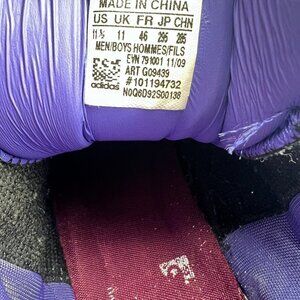 MADE IN CHINA
US UK FR JP CHN
11½ 11 46 295 285
MEN/BOYS HOMMES/FILS
EVN 791001 11/09
ART G09439
#101194732
adidas N0Q6D92S00138